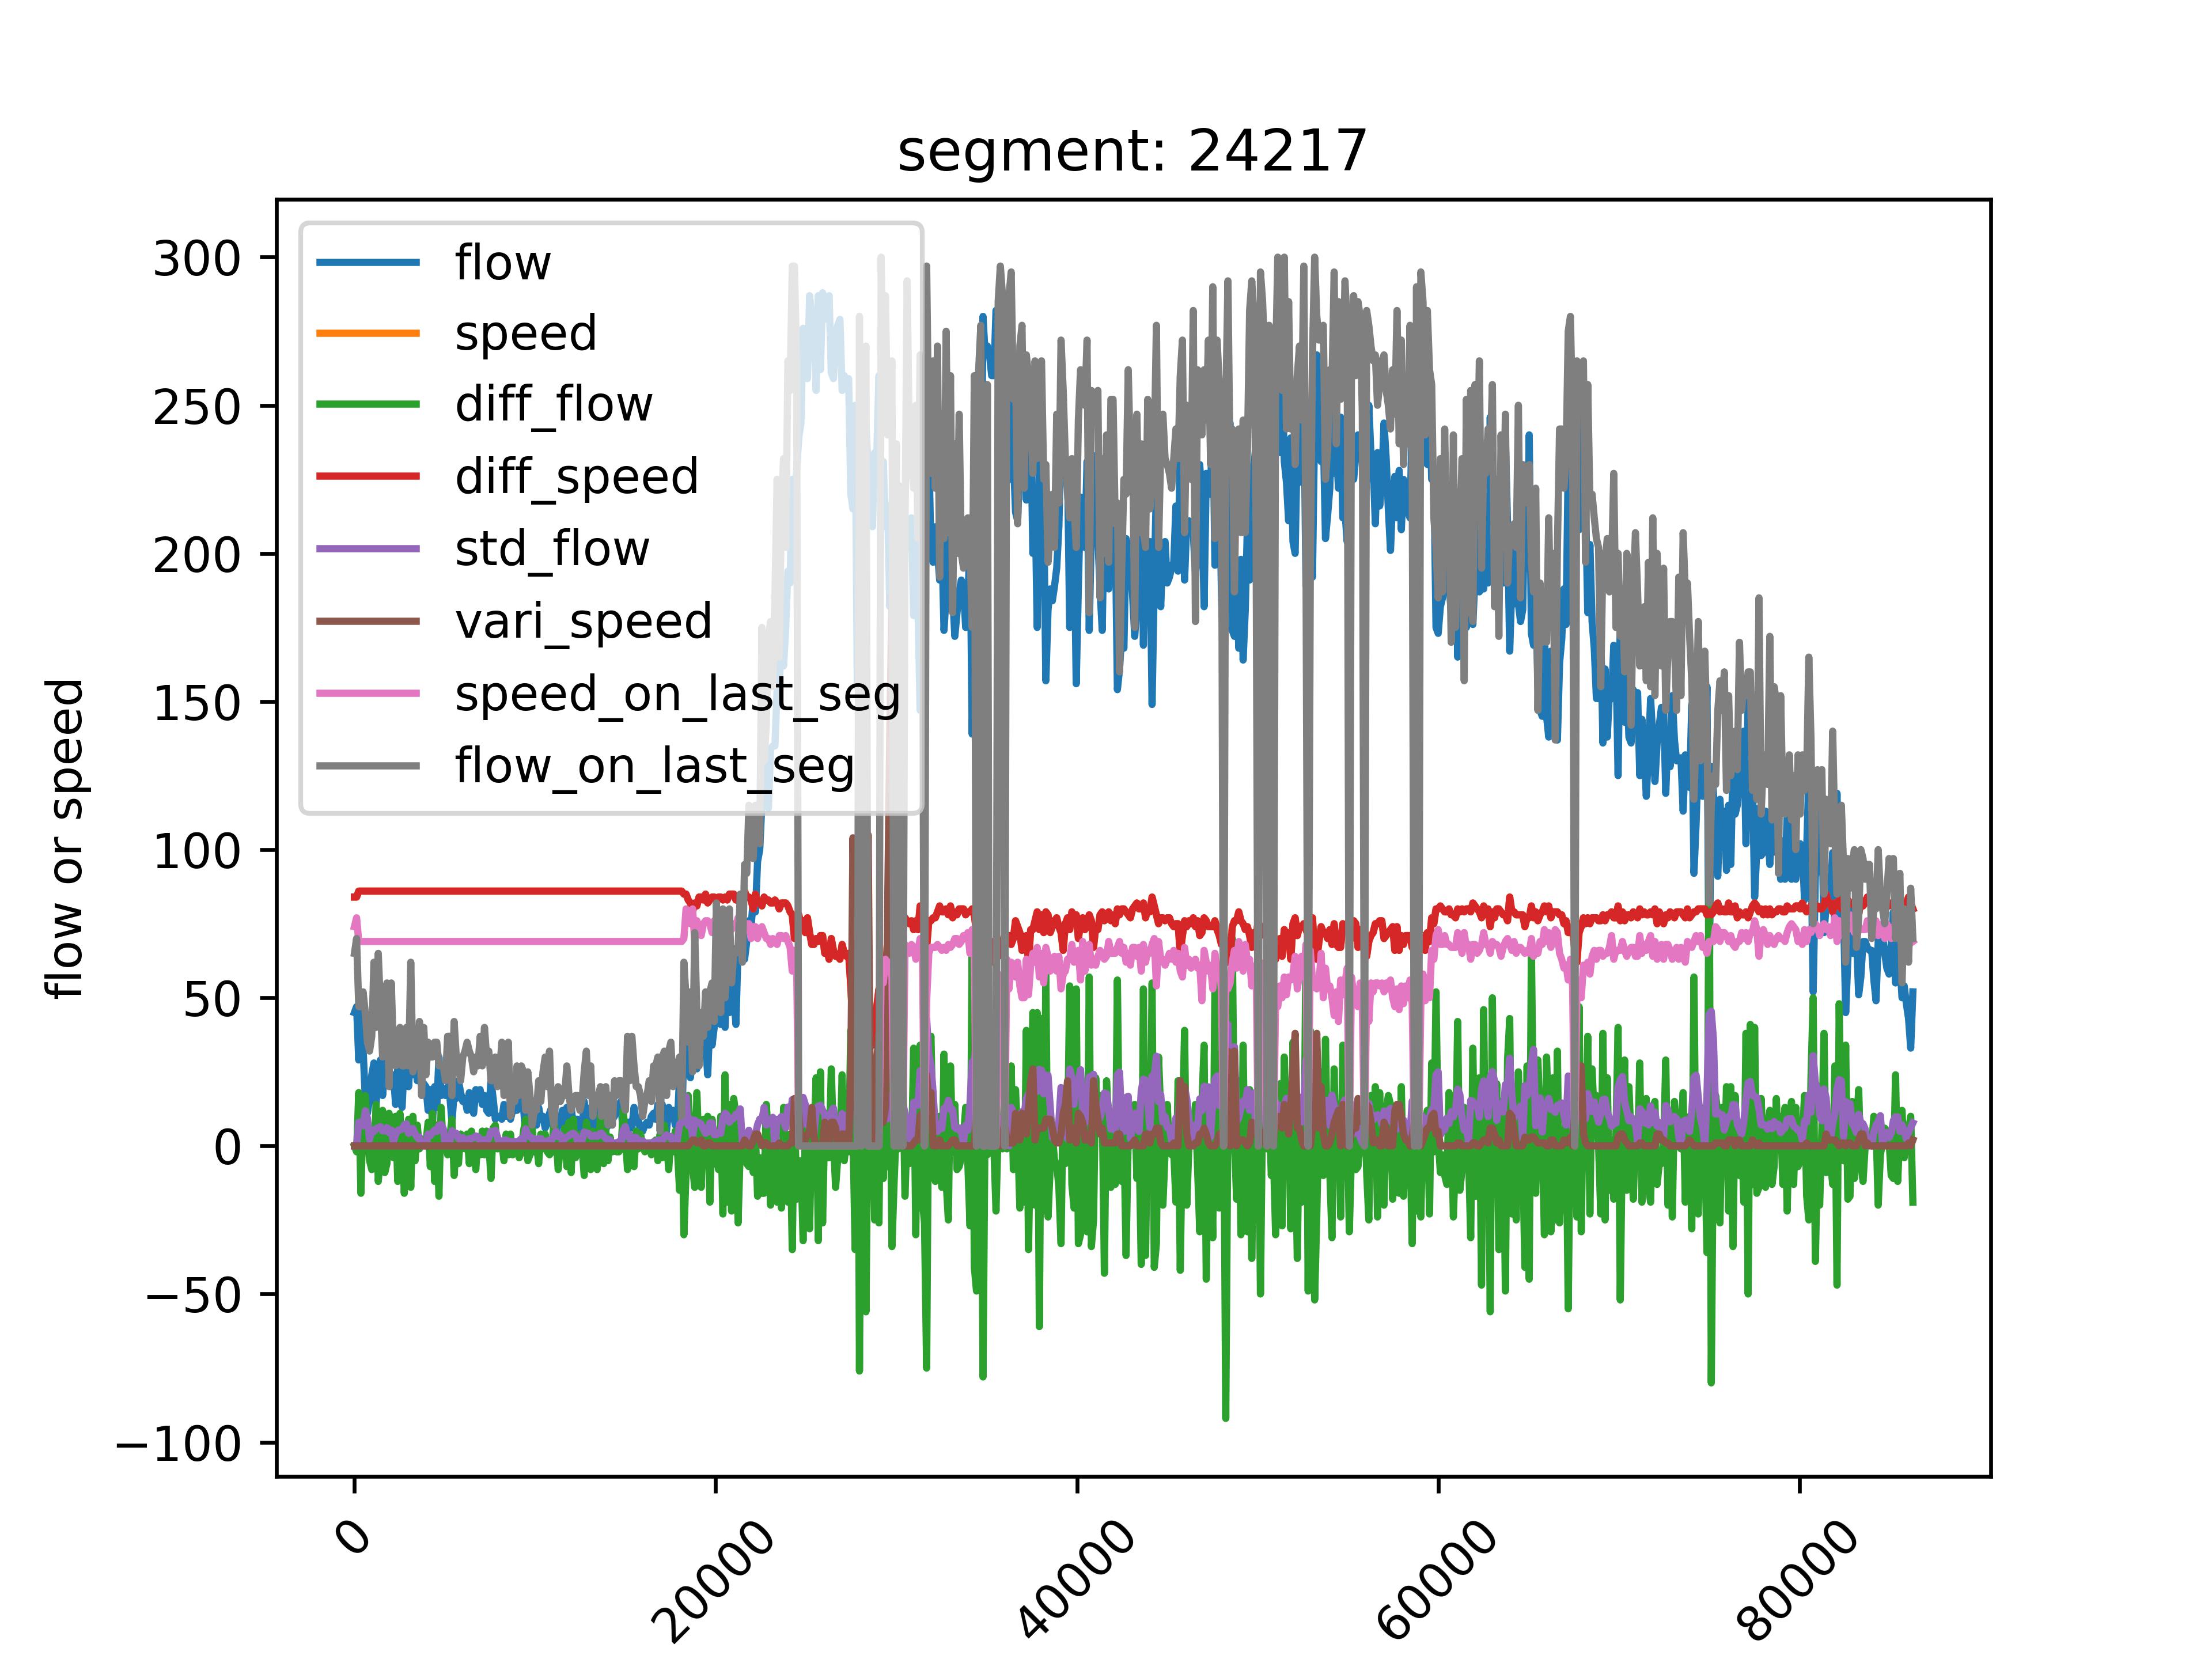 segment: 24217
flow
speed
diff_flow
diff_speed
std_flow
vari_speed
speed_on_last_seg
flow_on_last_seg
flow or speed
300
250
200
150
100
50
0
−50
−100
0
20000
40000
60000
80000